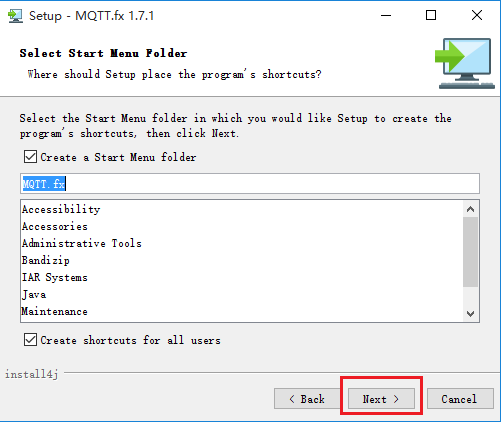 Setup - MQTT.fx 1.7.1
Select Start Menu Folder
Where should Setup place the program's shortcuts?
Select the Start Menu folder in which you would like Setup to create the
program's shortcuts, then click Next.
Create a Start Menu folder
MQTT.fx
Accessibility
Accessories
Administrative Tools
Bandizip
IAR Systems
Java
Maintenance
Create shortcuts for all users
install4j
< Back
Next >
Cancel